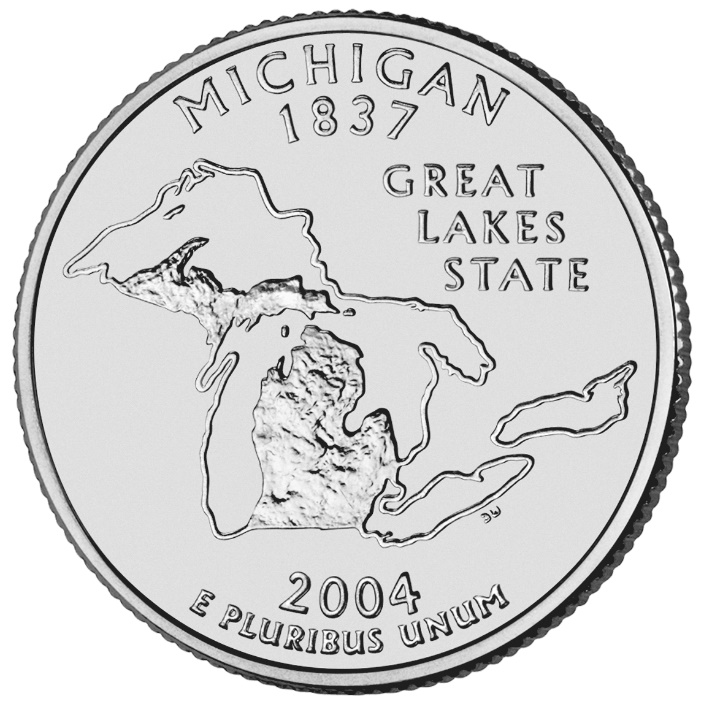 MICHIGAN
1837
GREAT
LAKES
STATE
2004
E PLURIBUS UNUM